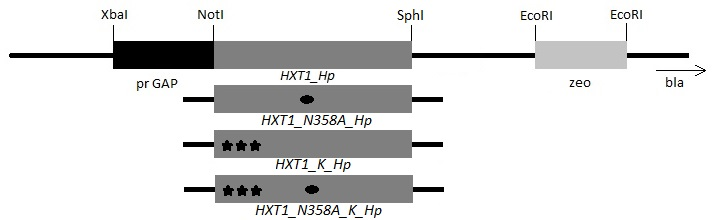 XbaI NotI SphI EcoRI EcoRI
HXT1_Hp
pr GAP zeo bla
HXT1_N358A_Hp
HXT1_K_Hp
HXT1_N358A_K_Hp